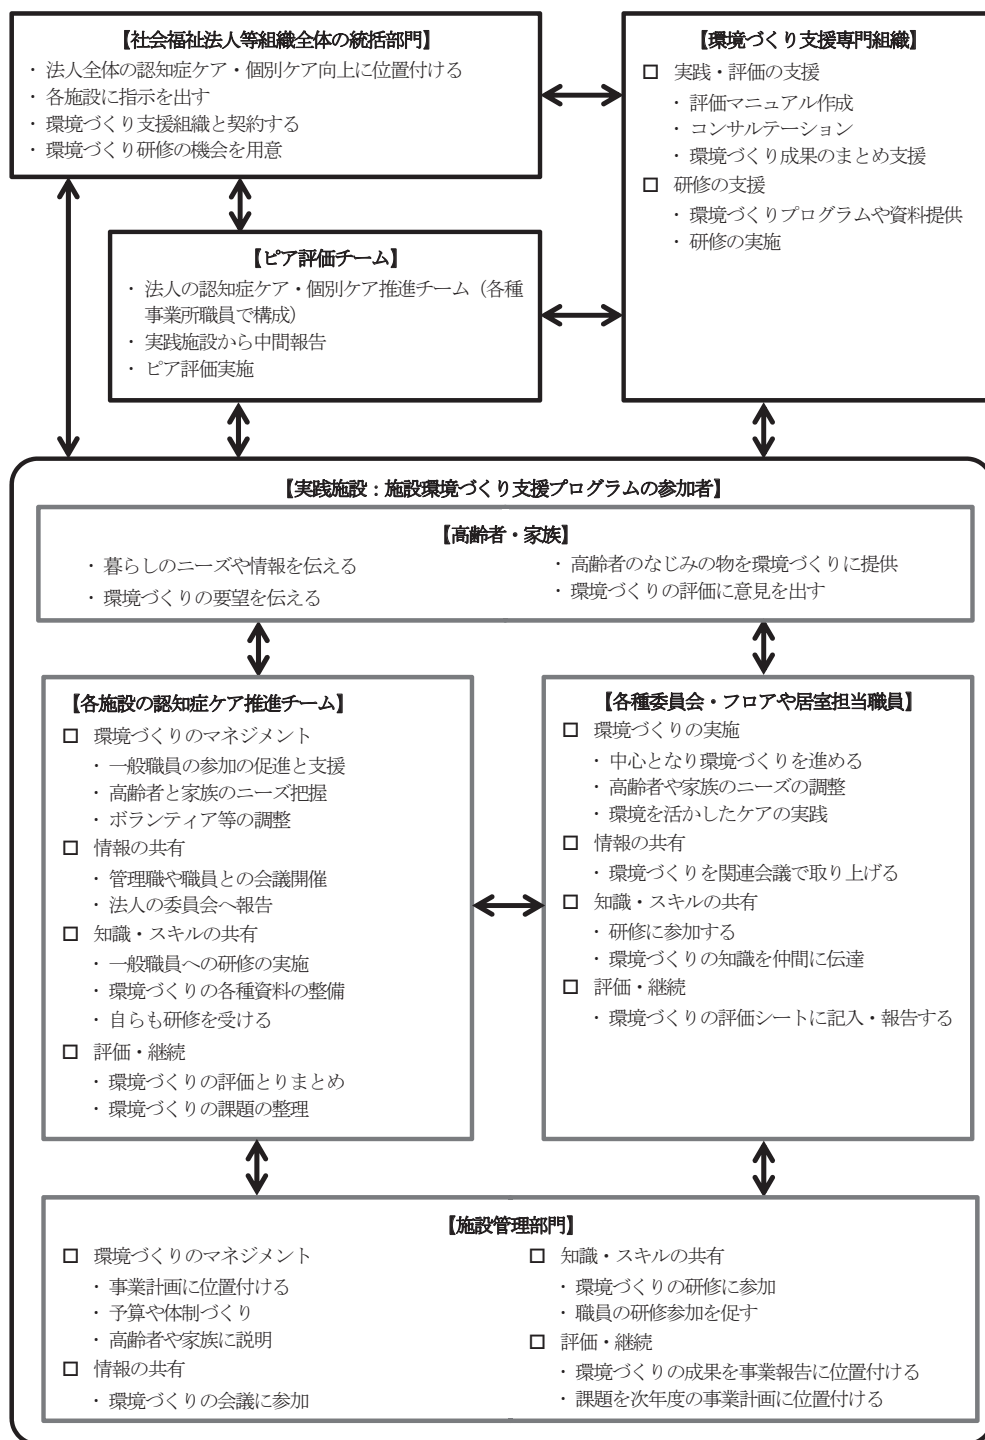 【社会福祉法人等組織全体の統括部門】
・ 法人全体の認知症ケア・個別ケア向上に位置付ける
・ 各施設に指示を出す
・ 環境づくり支援組織と契約する
・ 環境づくり研修の機会を用意
【環境づくり支援専門組織】
□ 実践・評価の支援
・ 評価マニュアル作成
・ コンサルテーション
・ 環境づくり成果のまとめ支援
□ 研修の支援
・ 環境づくりプログラムや資料提供
・ 研修の実施
【ピア評価チーム】
・ 法人の認知症ケア・個別ケア推進チーム（各種
事業所職員で構成）
・ 実践施設から中間報告
・ ピア評価実施
【実践施設：施設環境づくり支援プログラムの参加者】
【高齢者・家族】
・ 暮らしのニーズや情報を伝える
・ 環境づくりの要望を伝える
・ 高齢者のなじみの物を環境づくりに提供
・ 環境づくりの評価に意見を出す
【各施設の認知症ケア推進チーム】
□ 環境づくりのマネジメント
・ 一般職員の参加の促進と支援
・ 高齢者と家族のニーズ把握
・ ボランティア等の調整
□ 情報の共有
・ 管理職や職員との会議開催
・ 法人の委員会へ報告
□ 知識・スキルの共有
・ 一般職員への研修の実施
・ 環境づくりの各種資料の整備
・ 自らも研修を受ける
□ 評価・継続
・ 環境づくりの評価とりまとめ
・ 環境づくりの課題の整理
【各種委員会・フロアや居室担当職員】
□ 環境づくりの実施
・ 中心となり環境づくりを進める
・ 高齢者や家族のニーズの調整
・ 環境を活かしたケアの実践
□ 情報の共有
・ 環境づくりを関連会議で取り上げる
□ 知識・スキルの共有
・ 研修に参加する
・ 環境づくりの知識を仲間に伝達
□ 評価・継続
・ 環境づくりの評価シートに記入・報告する
【施設管理部門】
□ 環境づくりのマネジメント
・ 事業計画に位置付ける
・ 予算や体制づくり
・ 高齢者や家族に説明
□ 情報の共有
・ 環境づくりの会議に参加
□ 知識・スキルの共有
・ 環境づくりの研修に参加
・ 職員の研修参加を促す
□ 評価・継続
・ 環境づくりの成果を事業報告に位置付ける
・ 課題を次年度の事業計画に位置付ける